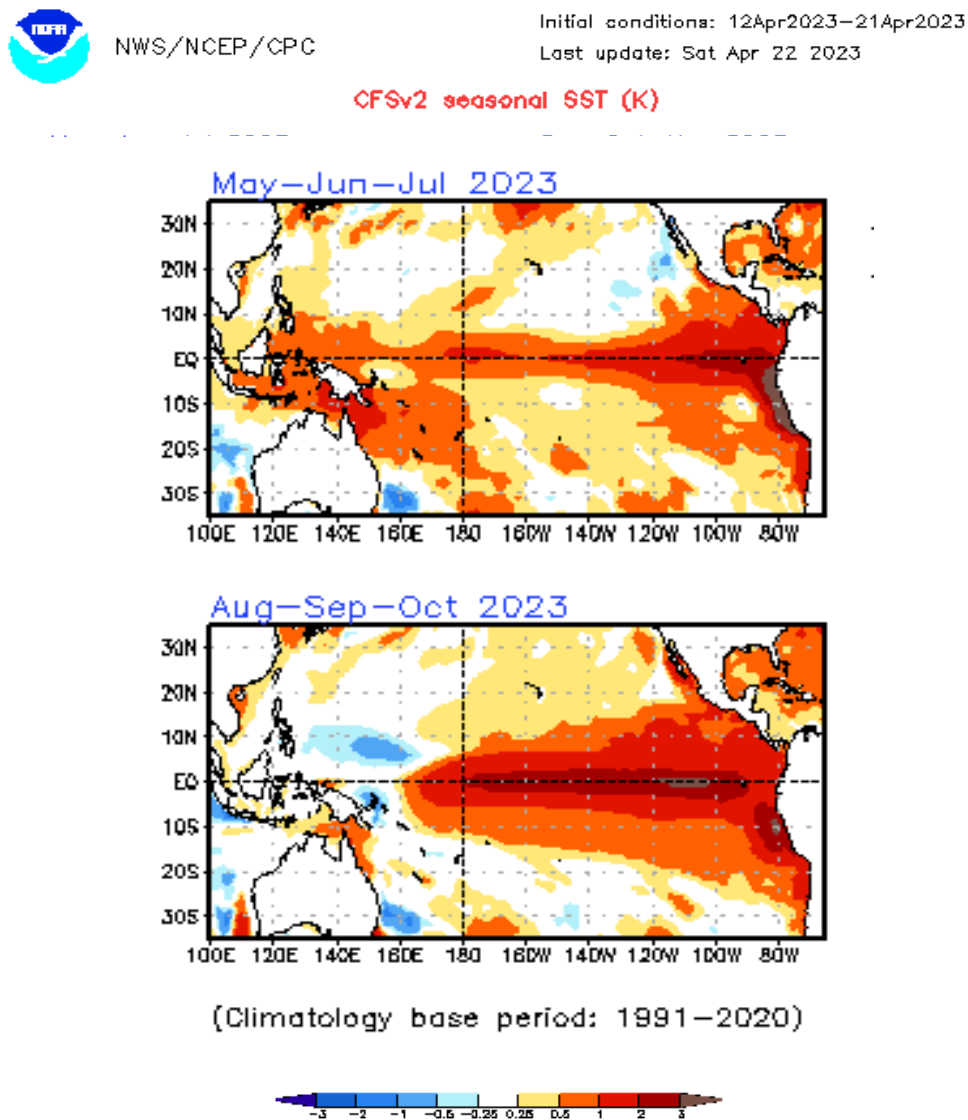 NOAA
NWS/NCEP/CPC
Initial conditions: 12Apr2023-21Apr2023
Last update: Sat Apr 22 2023
CFSv2 seasonal SST (K)
May-Jun-Jul 2023
30N
20N
10N
EQ
10S
20S
30S
100E 120E 140E 160E 180 160W 140W 120W 100W 80W
Aug-Sep-Oct 2023
30N
20N
10N
EQ
10S
20S
30S
100E 120E 140E 160E 180 160W 140W 120W 100W 80W
(Climatology base period: 1991-2020)
-3 -2 -1 -0.5 -0.25 0.25 0.5 1 2 3